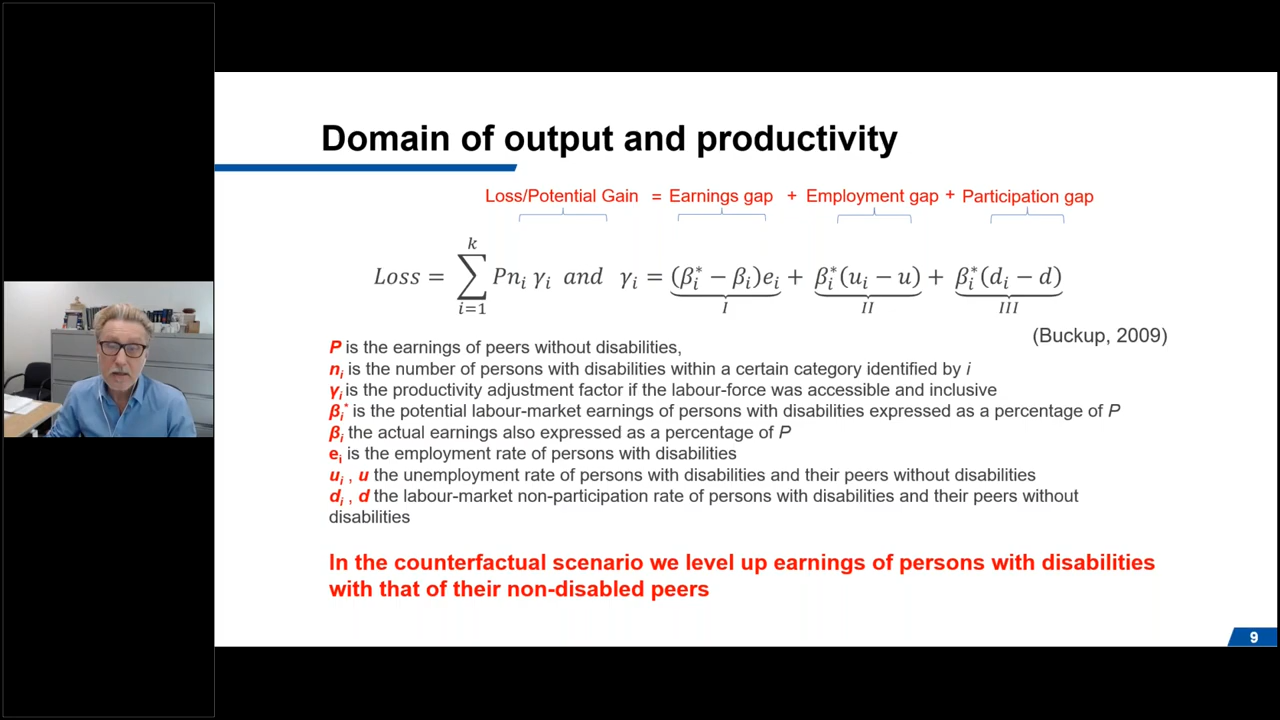 Domain of output and productivity
Loss/Potential Gain = Earnings gap + Employment gap + Participation gap
Loss = ∑_{i=1}^{k} Pn_i γ_i and γ_i = (β_i^* − β_i)e_i + β_i^*(u_i − u) + β_i^*(d_i − d)
I II III
(Buckup, 2009)
P is the earnings of peers without disabilities,
n_i is the number of persons with disabilities within a certain category identified by i
γ_i is the productivity adjustment factor if the labour-force was accessible and inclusive
β_i^* is the potential labour-market earnings of persons with disabilities expressed as a percentage of P
β_i the actual earnings also expressed as a percentage of P
e_i is the employment rate of persons with disabilities
u_i , u the unemployment rate of persons with disabilities and their peers without disabilities
d_i , d the labour-market non-participation rate of persons with disabilities and their peers without
disabilities
In the counterfactual scenario we level up earnings of persons with disabilities
with that of their non-disabled peers
9